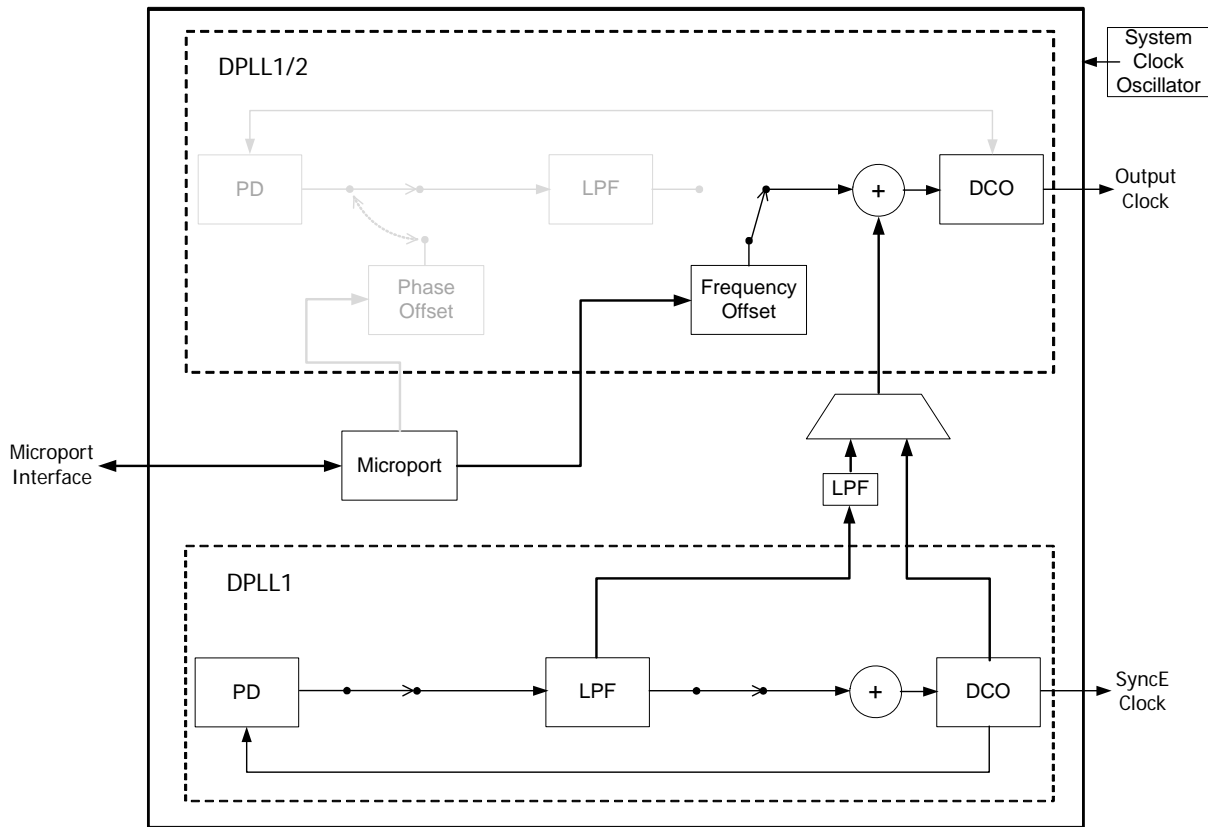 System
Clock
Oscillator
DPLL1/2
PD
LPF
+
DCO
Output
Clock
Phase
Offset
Frequency
Offset
Microport
Interface
Microport
LPF
DPLL1
PD
LPF
+
DCO
SyncE
Clock